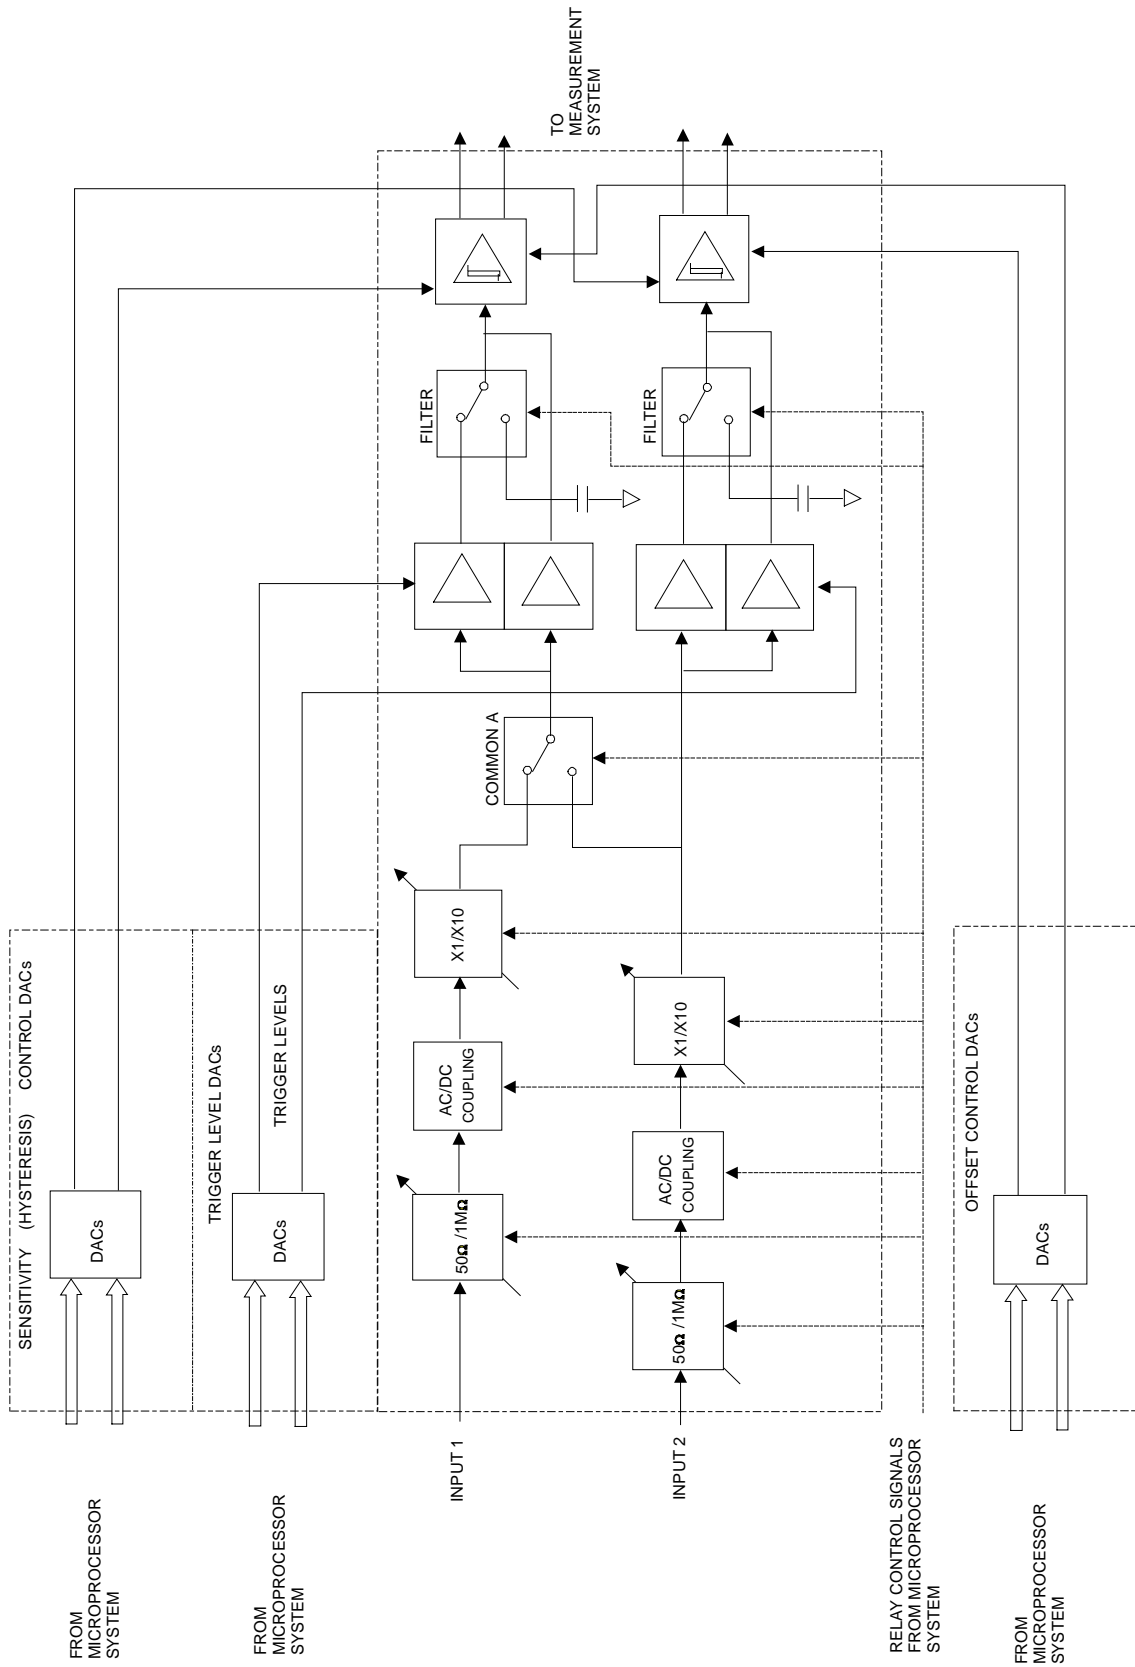 SENSITIVITY (HYSTERESIS) CONTROL DACs
FROM
MICROPROCESSOR
SYSTEM
DACs
TRIGGER LEVEL DACs
TRIGGER LEVELS
FROM
MICROPROCESSOR
SYSTEM
DACs
INPUT 1
50Ω /1MΩ
AC/DC
COUPLING
X1/X10
COMMON A
FILTER
TO
MEASUREMENT
SYSTEM
INPUT 2
50Ω /1MΩ
AC/DC
COUPLING
X1/X10
FILTER
RELAY CONTROL SIGNALS
FROM MICROPROCESSOR
SYSTEM
OFFSET CONTROL DACs
FROM
MICROPROCESSOR
SYSTEM
DACs